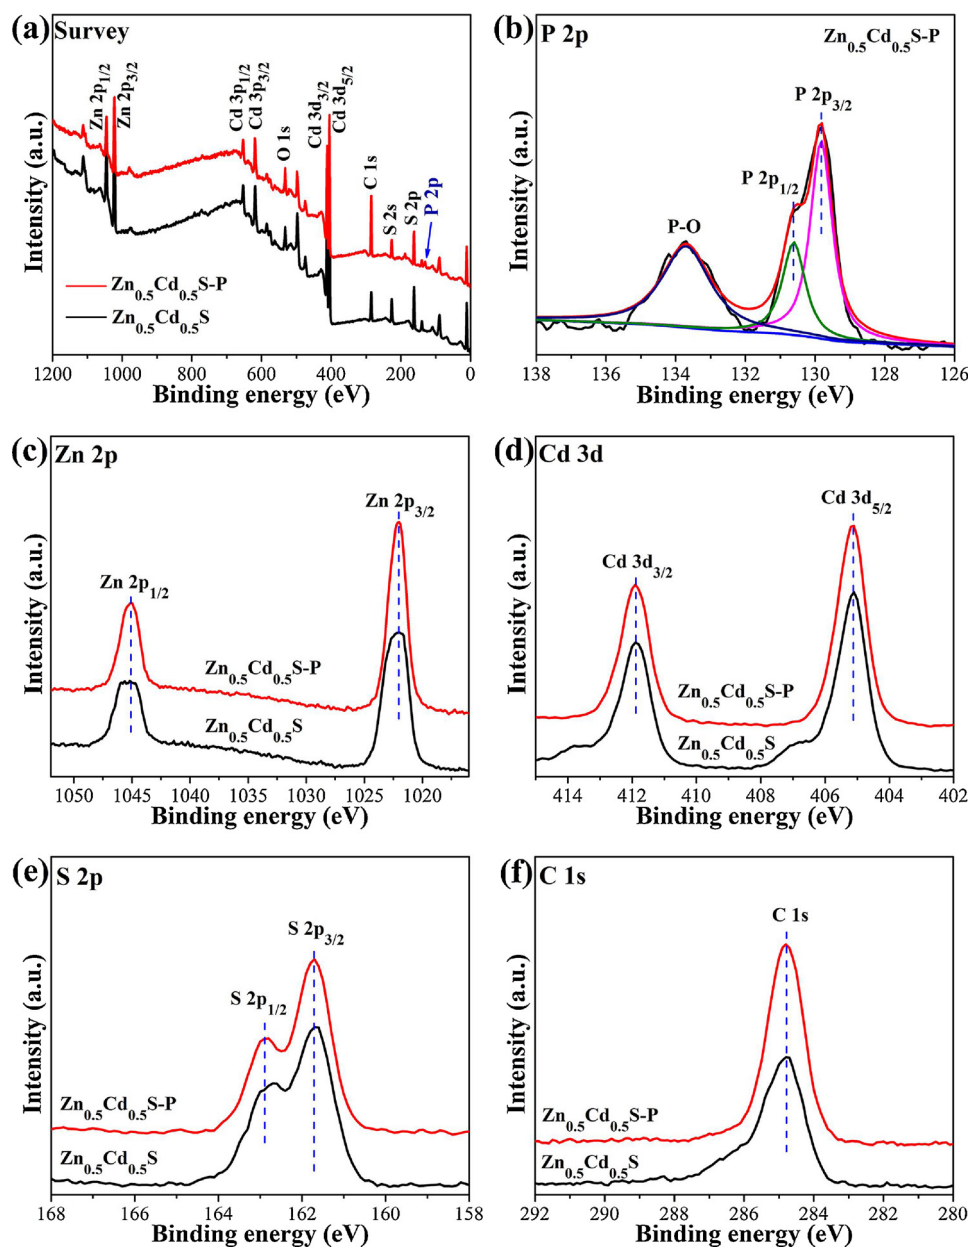 (a) Survey
Zn 2p1/2
Zn 2p3/2
Cd 3p1/2
Cd 3p3/2
O 1s
Cd 3d3/2
Cd 3d5/2
C 1s
S 2s
S 2p
P 2p
Zn0.5Cd0.5S-P
Zn0.5Cd0.5S
Intensity (a.u.)
1200 1000 800 600 400 200 0
Binding energy (eV)
(b) P 2p
Zn0.5Cd0.5S-P
P 2p3/2
P 2p1/2
P-O
Intensity (a.u.)
138 136 134 132 130 128 126
Binding energy (eV)
(c) Zn 2p
Zn 2p3/2
Zn 2p1/2
Zn0.5Cd0.5S-P
Zn0.5Cd0.5S
Intensity (a.u.)
1050 1045 1040 1035 1030 1025 1020
Binding energy (eV)
(d) Cd 3d
Cd 3d5/2
Cd 3d3/2
Zn0.5Cd0.5S-P
Zn0.5Cd0.5S
Intensity (a.u.)
414 412 410 408 406 404 402
Binding energy (eV)
(e) S 2p
S 2p3/2
S 2p1/2
Zn0.5Cd0.5S-P
Zn0.5Cd0.5S
Intensity (a.u.)
168 166 164 162 160 158
Binding energy (eV)
(f) C 1s
C 1s
Zn0.5Cd0.5S-P
Zn0.5Cd0.5S
Intensity (a.u.)
292 290 288 286 284 282 280
Binding energy (eV)